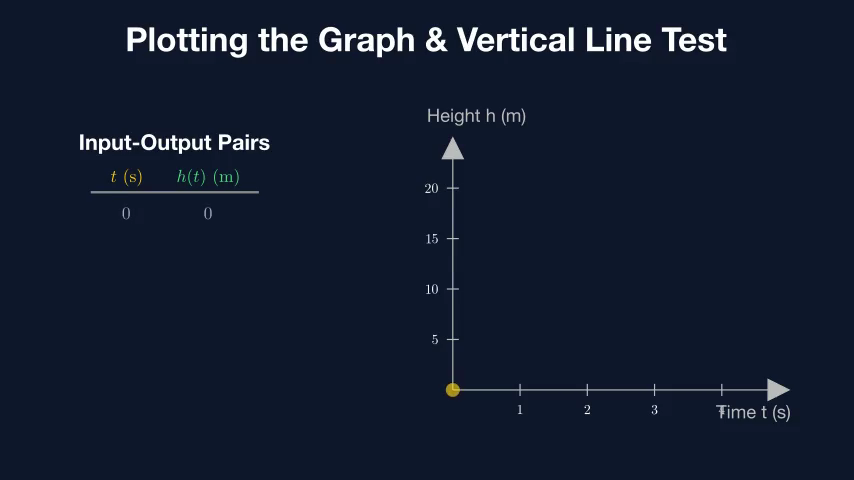 Plotting the Graph & Vertical Line Test
Input-Output Pairs
t (s) h(t) (m)
0 0
Height h (m)
20
15
10
5
1 2 3 4
Time t (s)